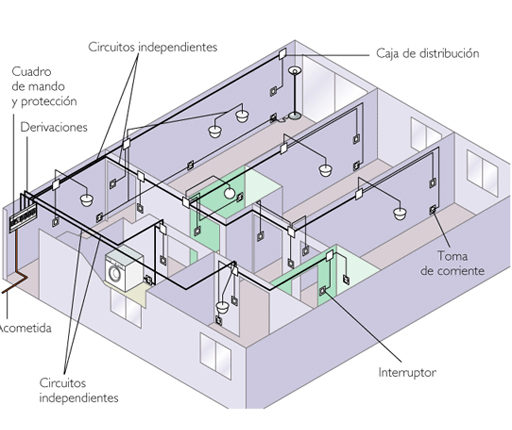 Circuitos independientes
Caja de distribución
Cuadro
de mando
y protección
Derivaciones
Toma
de corriente
Acometida
Interruptor
Circuitos
independientes